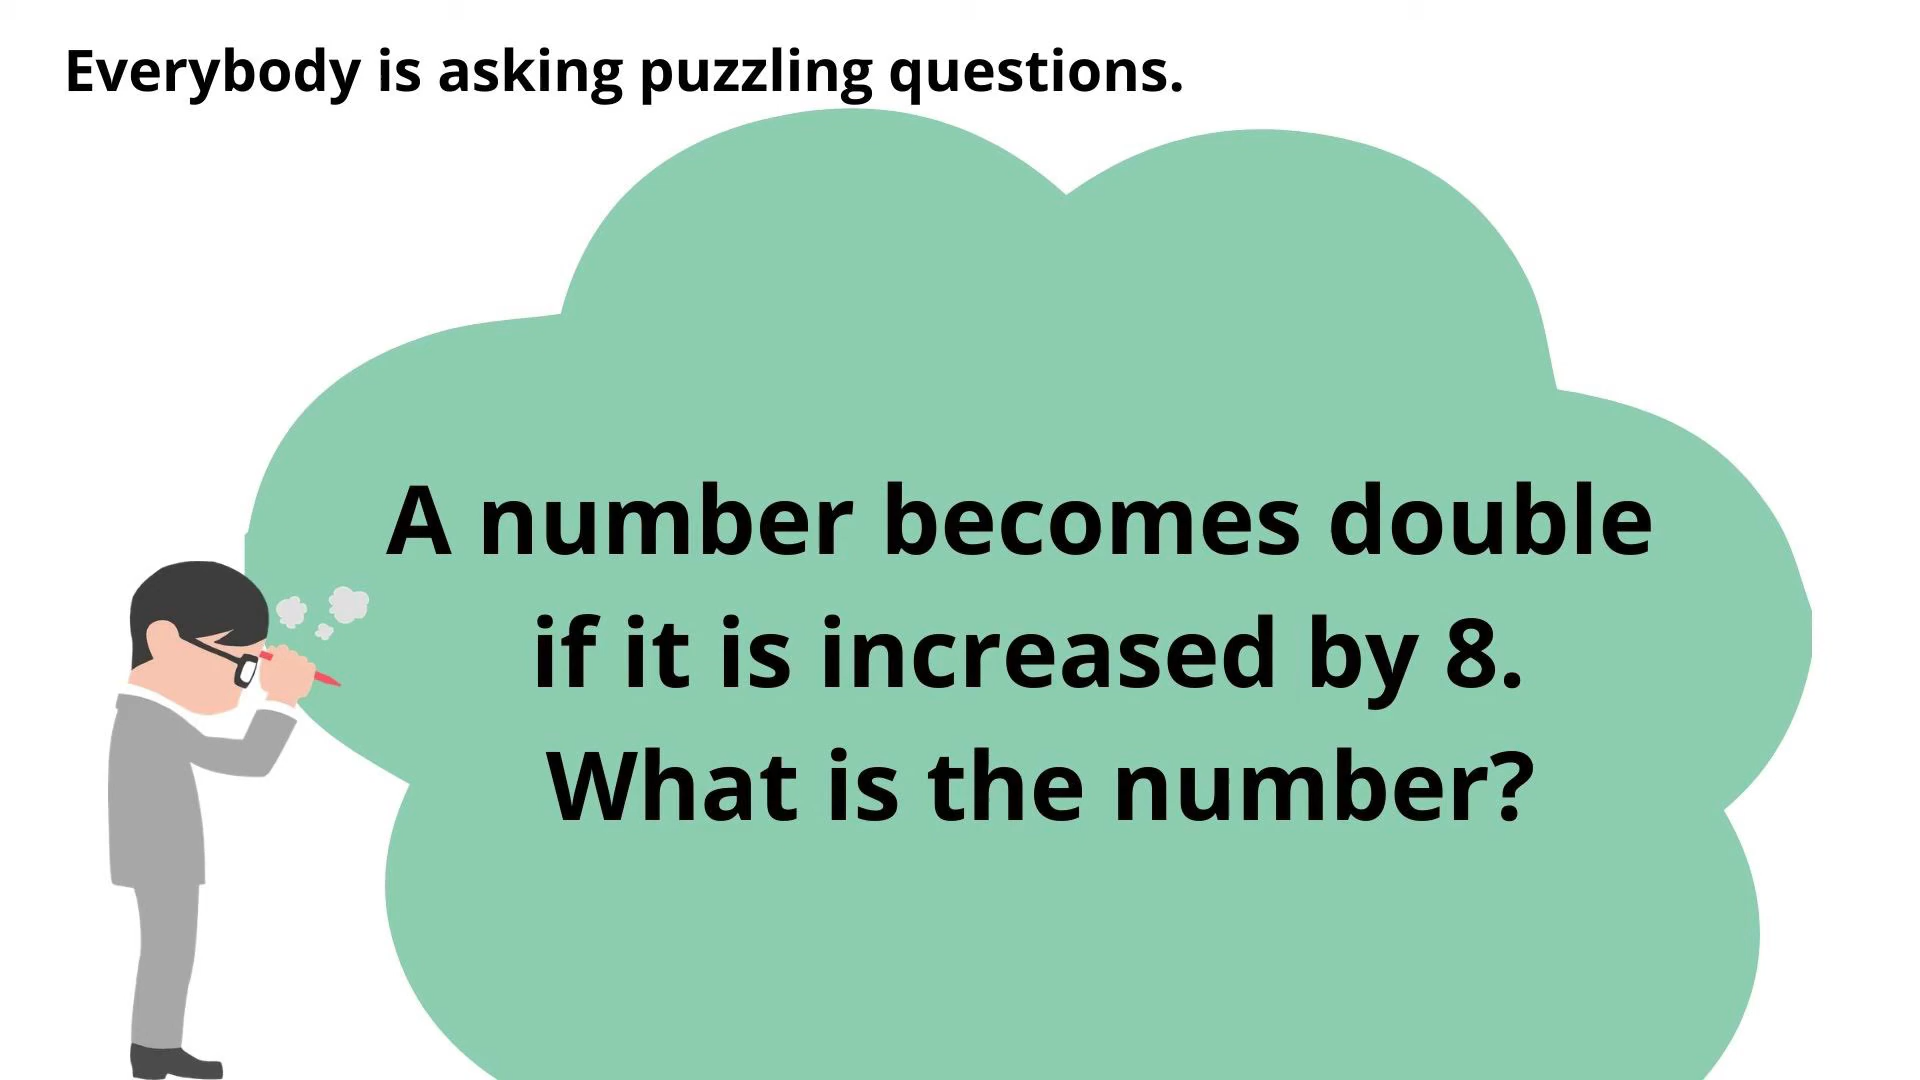 Everybody is asking puzzling questions.
A number becomes double
if it is increased by 8.
What is the number?